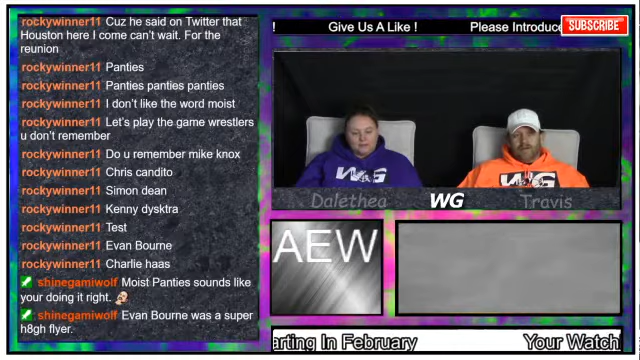 rockywinner11 Cuz he said on Twitter that
Houston here I come can't wait. For the
reunion
rockywinner11 Panties
rockywinner11 Panties panties panties
rockywinner11 I don't like the word moist
rockywinner11 Let's play the game wrestlers
u don't remember
rockywinner11 Do u remember mike knox
rockywinner11 Chris candito
rockywinner11 Simon dean
rockywinner11 Kenny dysktra
rockywinner11 Test
rockywinner11 Evan Bourne
rockywinner11 Charlie haas
shinegamiwolf Moist Panties sounds like
your doing it right.
shinegamiwolf Evan Bourne was a super
h8gh flyer.
! Give Us A Like ! Please Introduce
SUBSCRIBE
WG
WG
Dalethea WG Travis
AEW
arting In February Your Watch